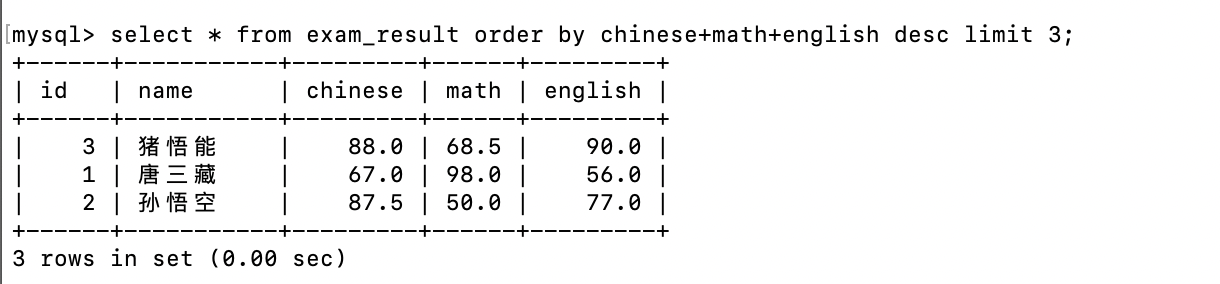 mysql> select * from exam_result order by chinese+math+english desc limit 3;
+------+-----------+---------+------+---------+
| id   | name      | chinese | math | english |
+------+-----------+---------+------+---------+
|    3 | 猪悟能    |    88.0 | 68.5 |    90.0 |
|    1 | 唐三藏    |    67.0 | 98.0 |    56.0 |
|    2 | 孙悟空    |    87.5 | 50.0 |    77.0 |
+------+-----------+---------+------+---------+
3 rows in set (0.00 sec)